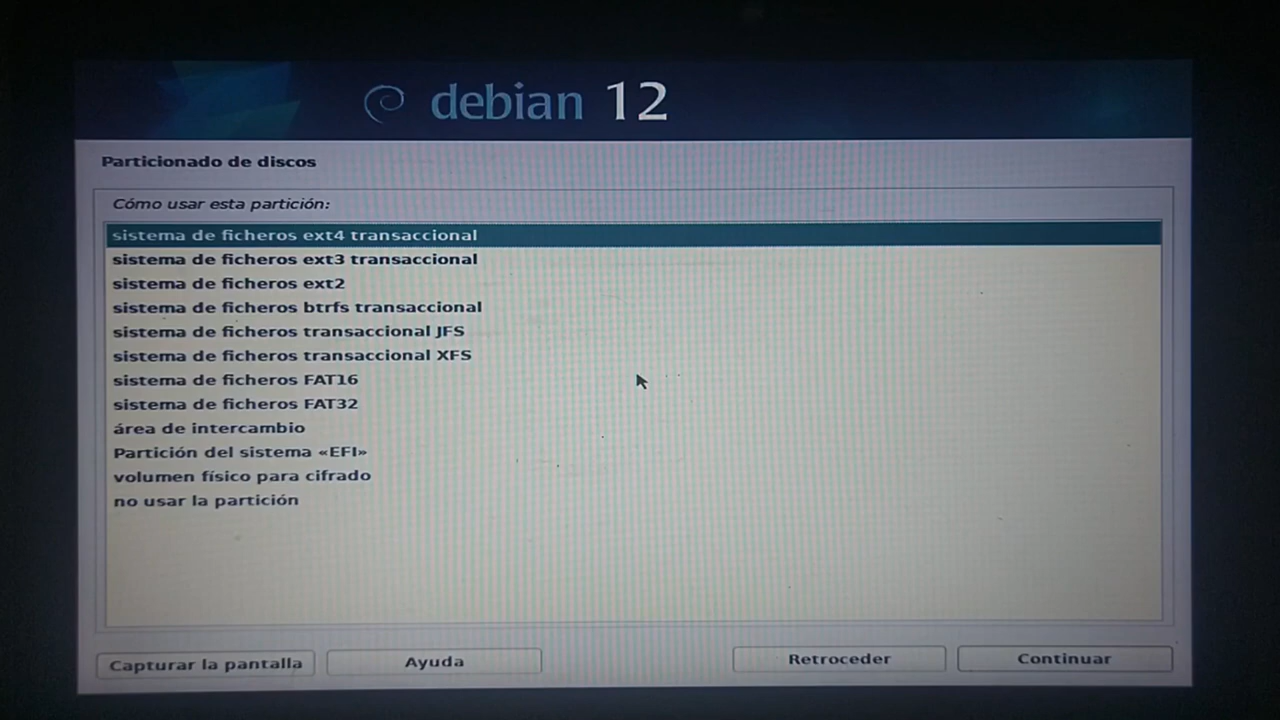 debian 12
Particionado de discos
Cómo usar esta partición:
sistema de ficheros ext4 transaccional
sistema de ficheros ext3 transaccional
sistema de ficheros ext2
sistema de ficheros btrfs transaccional
sistema de ficheros transaccional JFS
sistema de ficheros transaccional XFS
sistema de ficheros FAT16
sistema de ficheros FAT32
área de intercambio
Partición del sistema «EFI»
volumen físico para cifrado
no usar la partición
Capturar la pantalla
Ayuda
Retroceder
Continuar